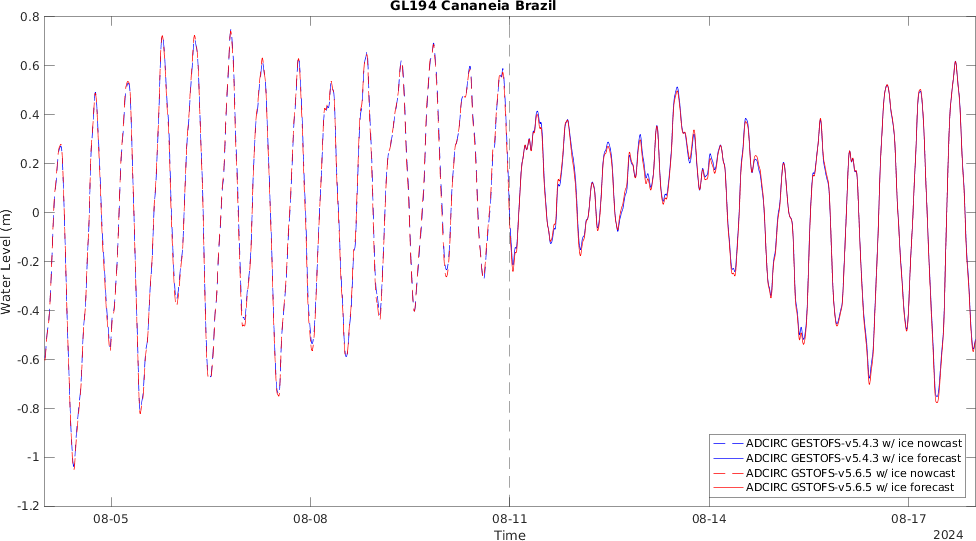 GL194 Cananeia Brazil
0.8
0.6
0.4
0.2
0
-0.2
-0.4
-0.6
-0.8
-1
-1.2
Water Level (m)
ADCIRC GESTOFS-v5.4.3 w/ ice nowcast
ADCIRC GESTOFS-v5.4.3 w/ ice forecast
ADCIRC GSTOFS-v5.6.5 w/ ice nowcast
ADCIRC GSTOFS-v5.6.5 w/ ice forecast
08-05 08-08 08-11 08-14 08-17
Time
2024